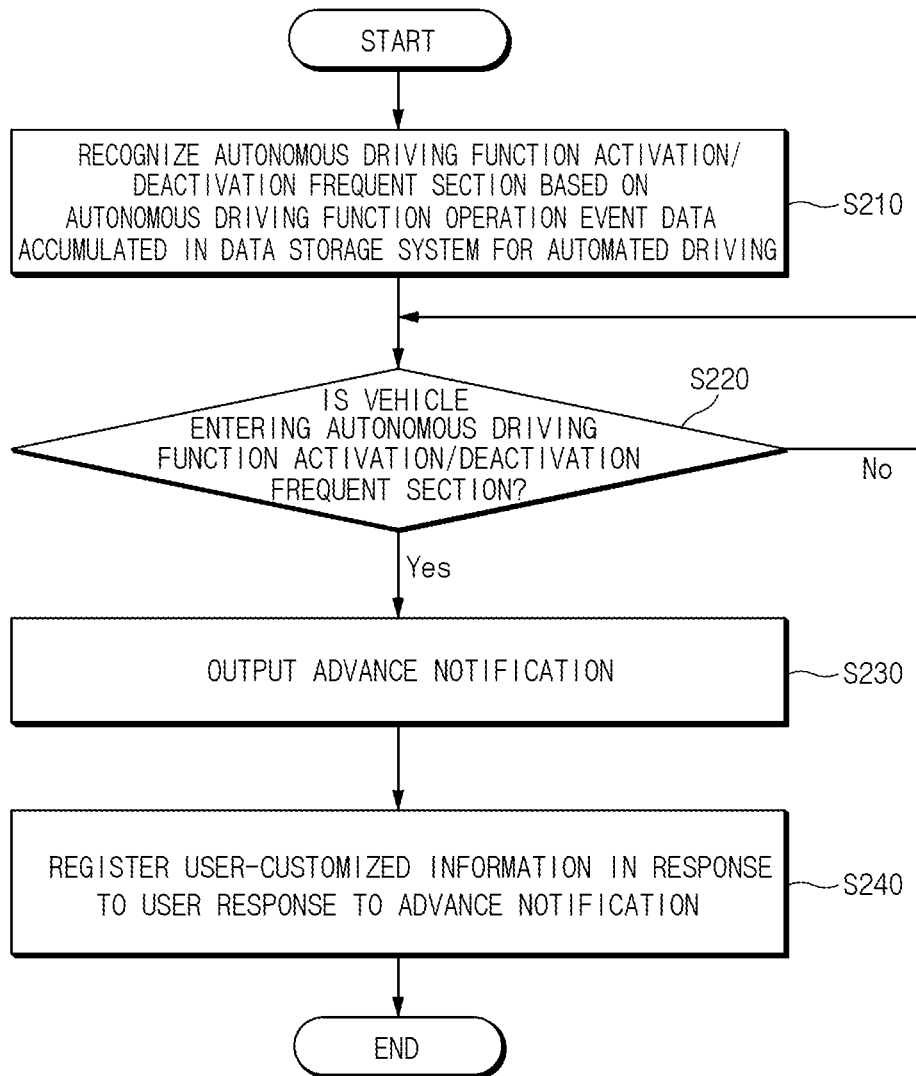 START
RECOGNIZE AUTONOMOUS DRIVING FUNCTION ACTIVATION/
DEACTIVATION FREQUENT SECTION BASED ON
AUTONOMOUS DRIVING FUNCTION OPERATION EVENT DATA
ACCUMULATED IN DATA STORAGE SYSTEM FOR AUTOMATED DRIVING
S210
S220
IS VEHICLE
ENTERING AUTONOMOUS DRIVING
FUNCTION ACTIVATION/DEACTIVATION
FREQUENT SECTION?
No
Yes
OUTPUT ADVANCE NOTIFICATION
S230
REGISTER USER-CUSTOMIZED INFORMATION IN RESPONSE
TO USER RESPONSE TO ADVANCE NOTIFICATION
S240
END